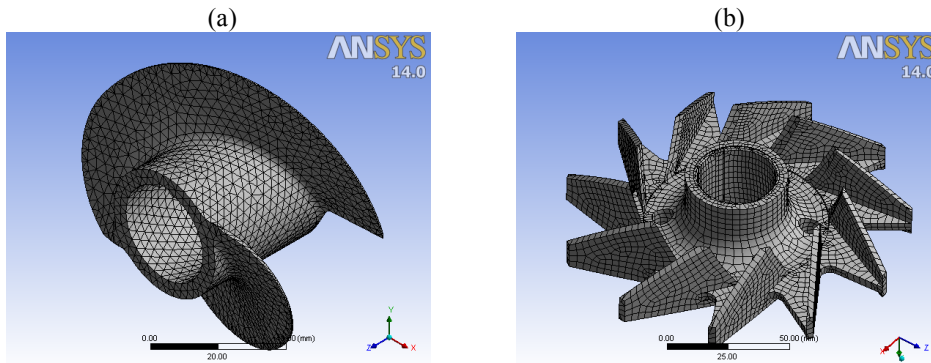 (a)
(b)
ANSYS
14.0
ANSYS
14.0
0.00 (mm)
20.00
Y
Z X
0.00 50.00 (mm)
25.00
X Z